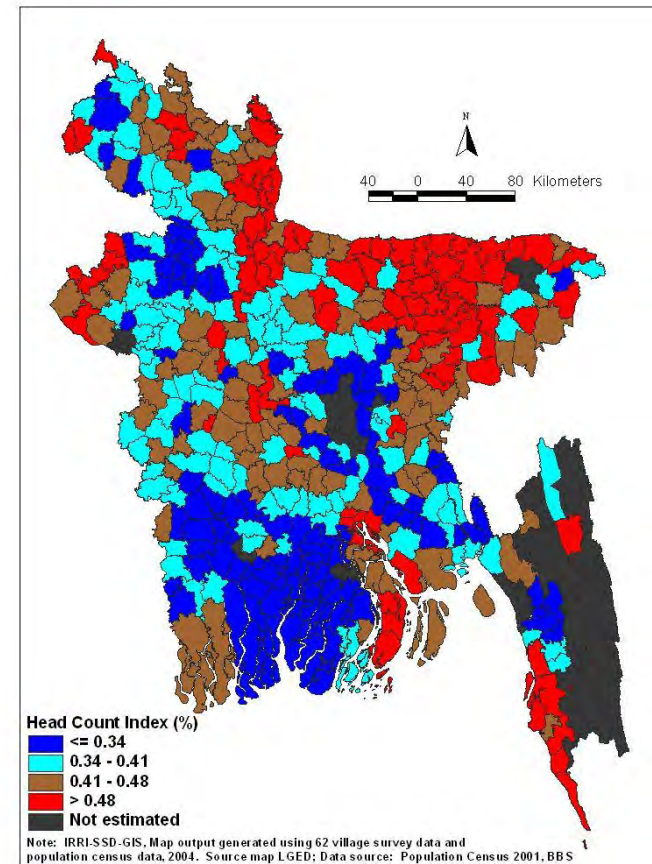 N
40 0 40 80 Kilometers
Head Count Index (%)
<= 0.34
0.34 - 0.41
0.41 - 0.48
> 0.48
Not estimated
Note: IRRI-SSD-GIS, Map output generated using 62 village survey data and
population census data, 2004. Source map LGED; Data source: Population Census 2001, BBS